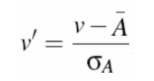 v′ = (v − Ā) / σ_A